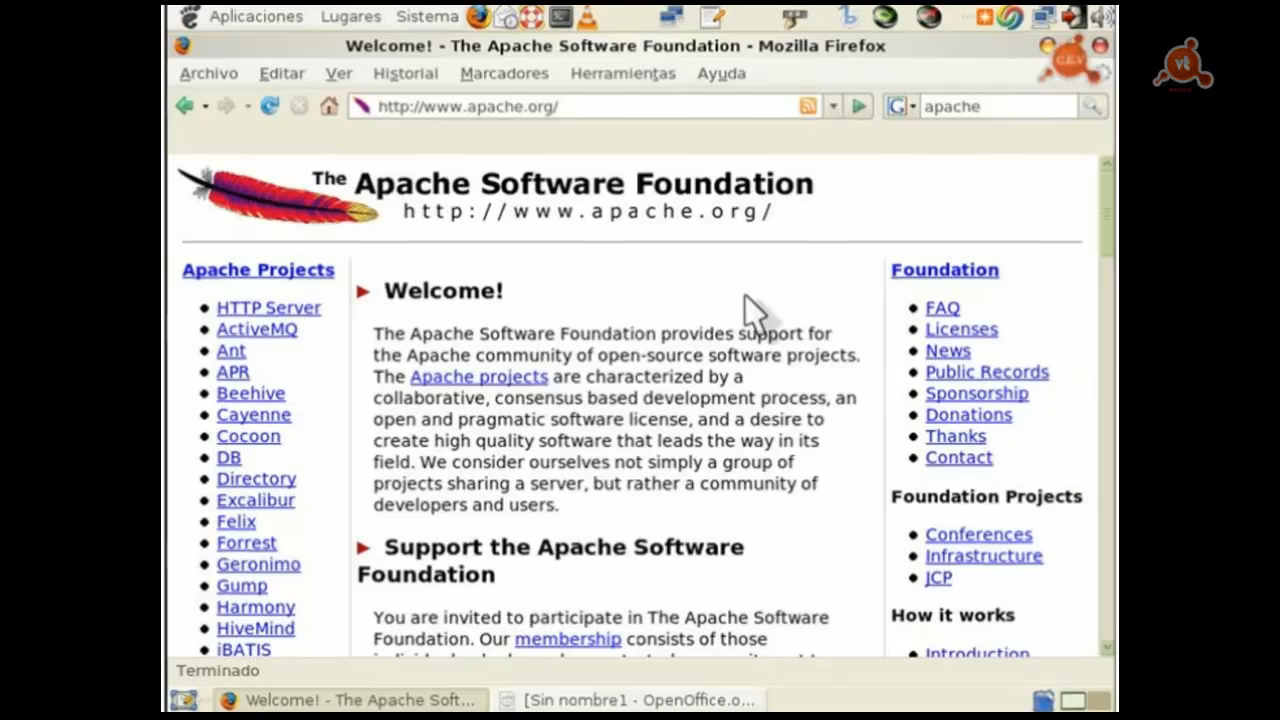 Aplicaciones Lugares Sistema
Welcome! - The Apache Software Foundation - Mozilla Firefox
Archivo Editar Ver Historial Marcadores Herramientas Ayuda
http://www.apache.org/
apache
The Apache Software Foundation
http://www.apache.org/
Apache Projects
HTTP Server
ActiveMQ
Ant
APR
Beehive
Cayenne
Cocoon
DB
Directory
Excalibur
Felix
Forrest
Geronimo
Gump
Harmony
HiveMind
iBATIS
Welcome!
The Apache Software Foundation provides support for
the Apache community of open-source software projects.
The Apache projects are characterized by a
collaborative, consensus based development process, an
open and pragmatic software license, and a desire to
create high quality software that leads the way in its
field. We consider ourselves not simply a group of
projects sharing a server, but rather a community of
developers and users.
Support the Apache Software
Foundation
You are invited to participate in The Apache Software
Foundation. Our membership consists of those
Foundation
FAQ
Licenses
News
Public Records
Sponsorship
Donations
Thanks
Contact
Foundation Projects
Conferences
Infrastructure
JCP
How it works
Introduction
Terminado
Welcome! - The Apache Soft...
[Sin nombre1 - OpenOffice.o...
vt